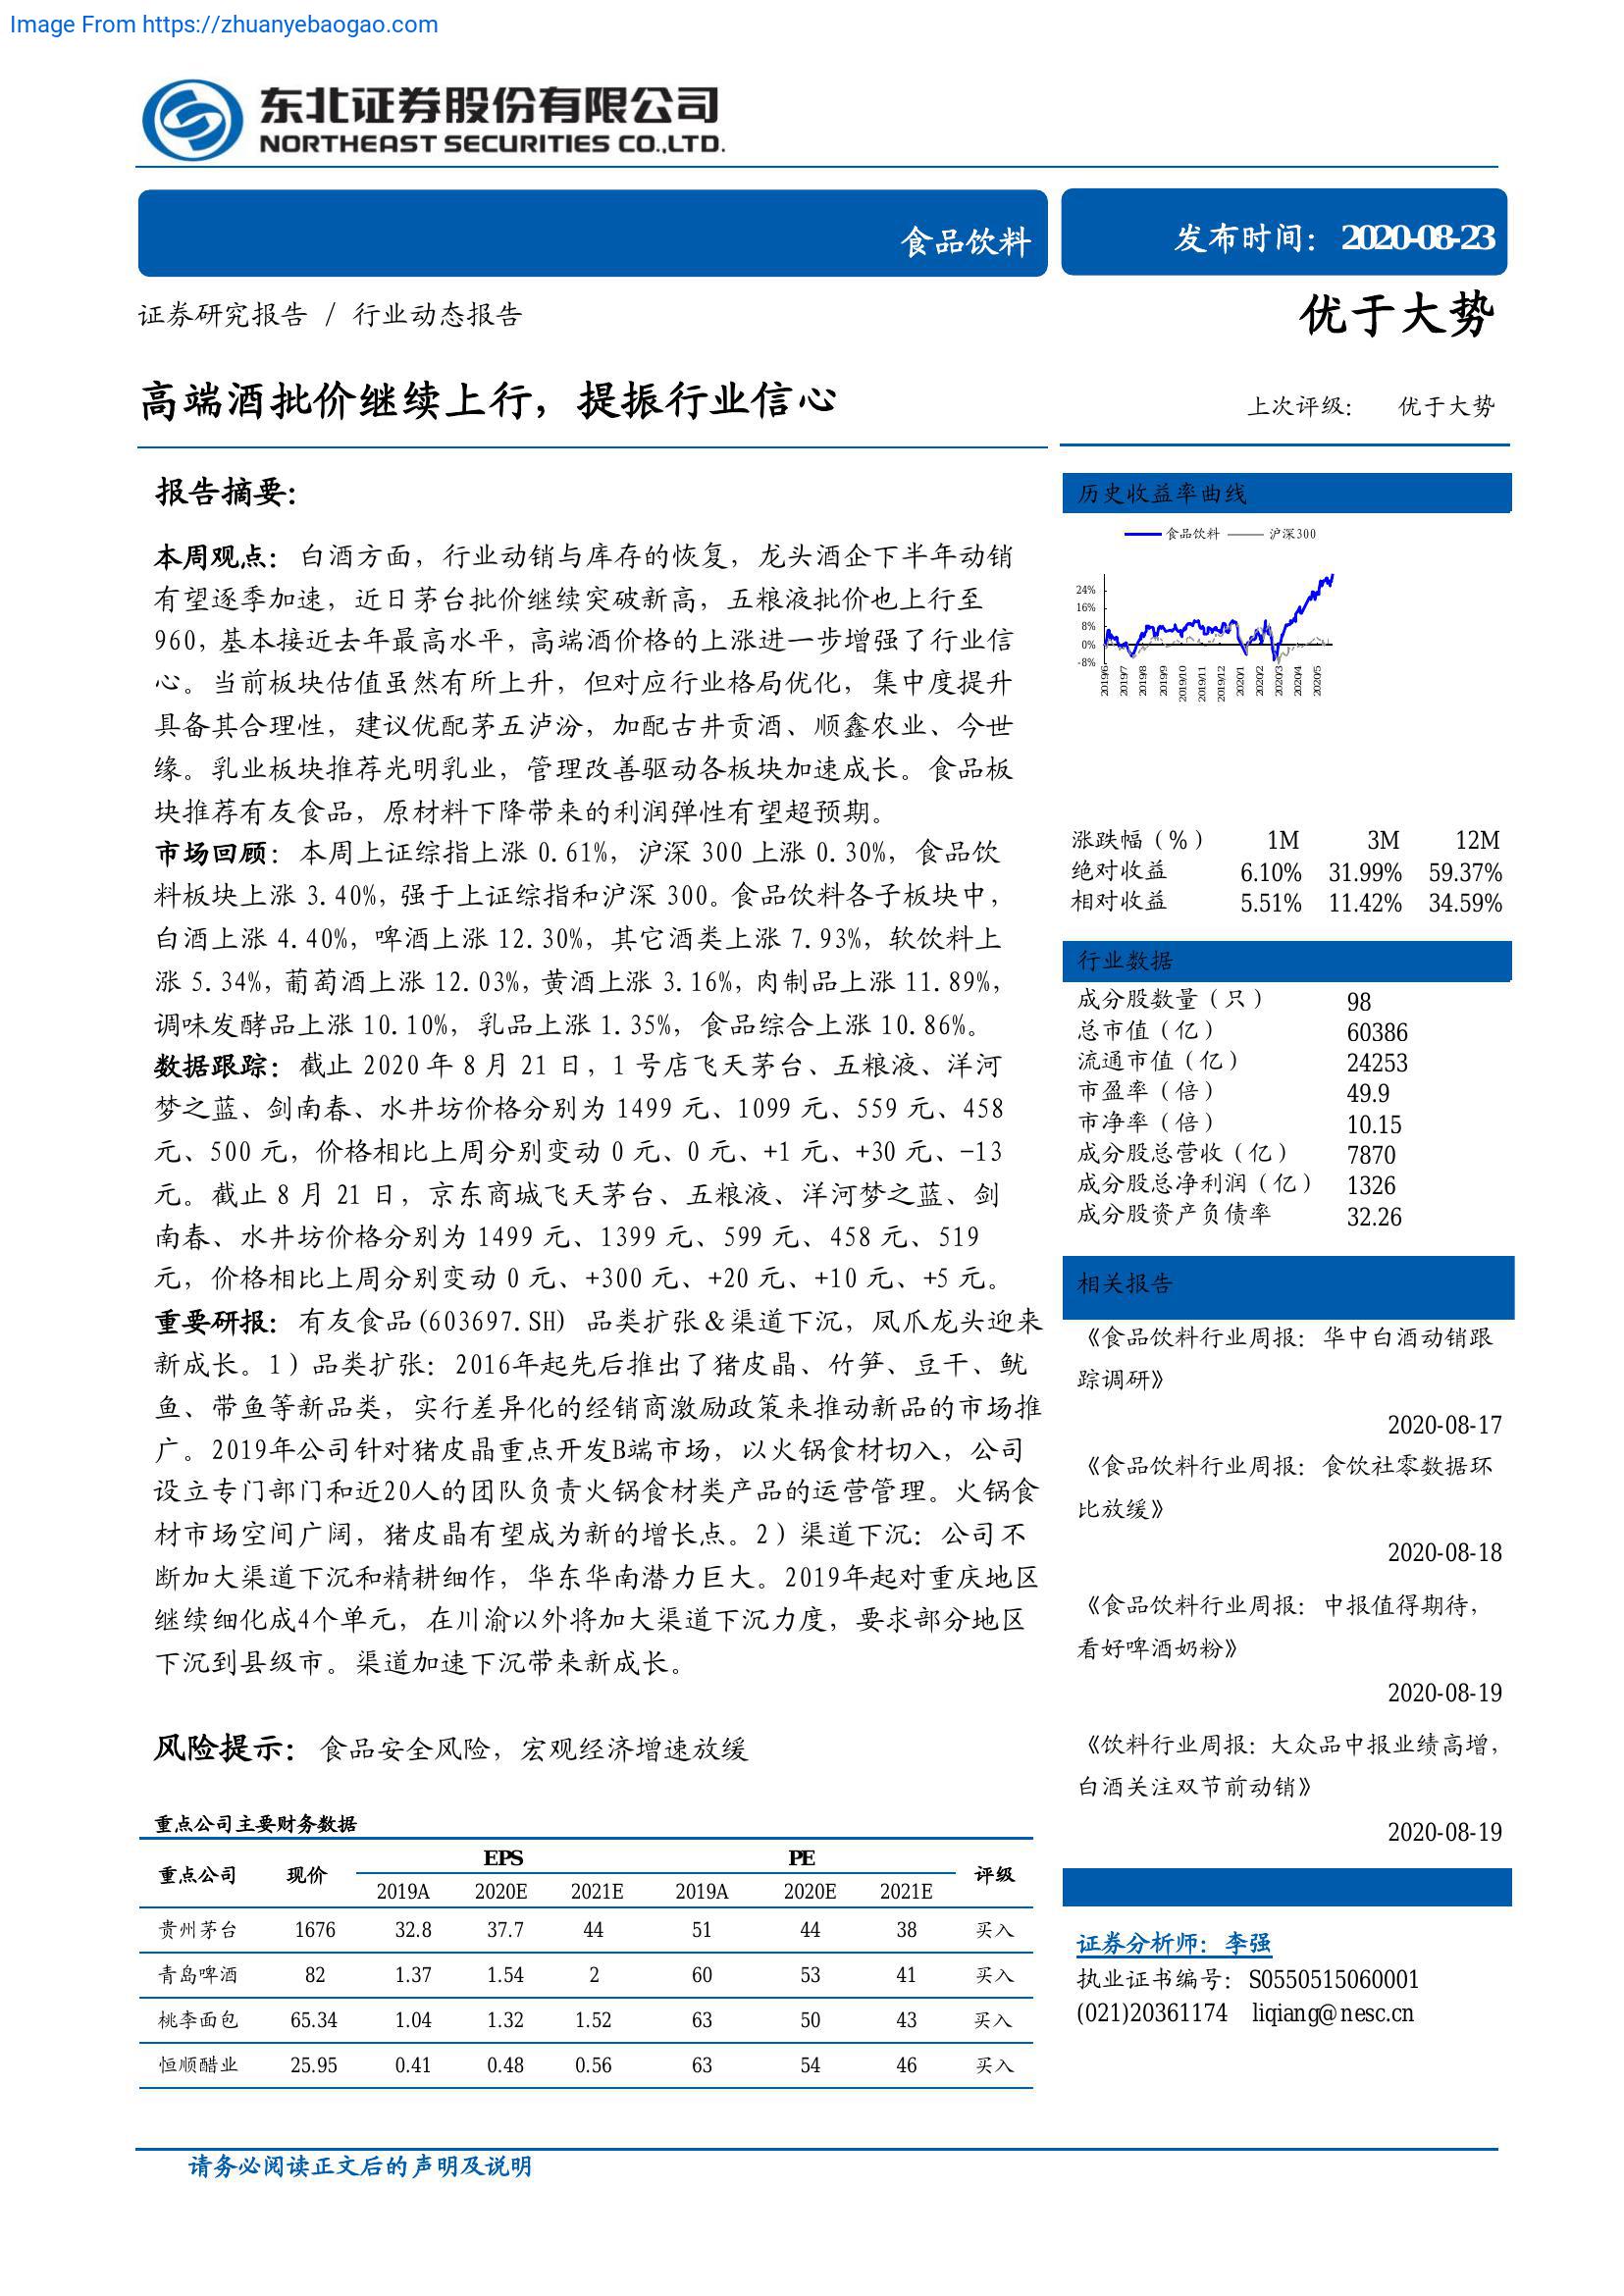 Image From https://zhuanyebaogao.com
东北证券股份有限公司
NORTHEAST SECURITIES CO.,LTD.
食品饮料
发布时间：2020-08-23
证券研究报告 / 行业动态报告
优于大势
高端酒批价继续上行，提振行业信心
上次评级： 优于大势
报告摘要：
本周观点：白酒方面，行业动销与库存的恢复，龙头酒企下半年动销
有望逐季加速，近日茅台批价继续突破新高，五粮液批价也上行至
960，基本接近去年最高水平，高端酒价格的上涨进一步增强了行业信
心。当前板块估值虽然有所上升，但对应行业格局优化，集中度提升
具备其合理性，建议优配茅五泸汾，加配古井贡酒、顺鑫农业、今世
缘。乳业板块推荐光明乳业，管理改善驱动各板块加速成长。食品板
块推荐有友食品，原材料下降带来的利润弹性有望超预期。
市场回顾：本周上证综指上涨 0.61%，沪深 300 上涨 0.30%，食品饮
料板块上涨 3.40%，强于上证综指和沪深 300。食品饮料各子板块中，
白酒上涨 4.40%，啤酒上涨 12.30%，其它酒类上涨 7.93%，软饮料上
涨 5.34%，葡萄酒上涨 12.03%，黄酒上涨 3.16%，肉制品上涨 11.89%，
调味发酵品上涨 10.10%，乳品上涨 1.35%，食品综合上涨 10.86%。
数据跟踪：截止 2020 年 8 月 21 日，1 号店飞天茅台、五粮液、洋河
梦之蓝、剑南春、水井坊价格分别为 1499 元、1099 元、559 元、458
元、500 元，价格相比上周分别变动 0 元、0 元、+1 元、+30 元、-13
元。截止 8 月 21 日，京东商城飞天茅台、五粮液、洋河梦之蓝、剑
南春、水井坊价格分别为 1499 元、1399 元、599 元、458 元、519
元，价格相比上周分别变动 0 元、+300 元、+20 元、+10 元、+5 元。
重要研报：有友食品(603697.SH) 品类扩张＆渠道下沉，凤爪龙头迎来
新成长。1）品类扩张：2016年起先后推出了猪皮晶、竹笋、豆干、鱿
鱼、带鱼等新品类，实行差异化的经销商激励政策来推动新品的市场推
广。2019年公司针对猪皮晶重点开发B端市场，以火锅食材切入，公司
设立专门部门和近20人的团队负责火锅食材类产品的运营管理。火锅食
材市场空间广阔，猪皮晶有望成为新的增长点。2）渠道下沉：公司不
断加大渠道下沉和精耕细作，华东华南潜力巨大。2019年起对重庆地区
继续细化成4个单元，在川渝以外将加大渠道下沉力度，要求部分地区
下沉到县级市。渠道加速下沉带来新成长。
风险提示：食品安全风险，宏观经济增速放缓
重点公司主要财务数据
重点公司 现价 EPS PE 评级
2019A 2020E 2021E 2019A 2020E 2021E
贵州茅台 1676 32.8 37.7 44 51 44 38 买入
青岛啤酒 82 1.37 1.54 2 60 53 41 买入
桃李面包 65.34 1.04 1.32 1.52 63 50 43 买入
恒顺醋业 25.95 0.41 0.48 0.56 63 54 46 买入
历史收益率曲线
食品饮料 沪深300
24%
16%
8%
0%
-8%
2019/6 2019/7 2019/8 2019/9 2019/10 2019/11 2019/12 2020/1 2020/2 2020/3 2020/4 2020/5
涨跌幅（%） 1M 3M 12M
绝对收益 6.10% 31.99% 59.37%
相对收益 5.51% 11.42% 34.59%
行业数据
成分股数量（只） 98
总市值（亿） 60386
流通市值（亿） 24253
市盈率（倍） 49.9
市净率（倍） 10.15
成分股总营收（亿） 7870
成分股总净利润（亿） 1326
成分股资产负债率 32.26
相关报告
《食品饮料行业周报：华中白酒动销跟
踪调研》
2020-08-17
《食品饮料行业周报：食饮社零数据环
比放缓》
2020-08-18
《食品饮料行业周报：中报值得期待，
看好啤酒奶粉》
2020-08-19
《饮料行业周报：大众品中报业绩高增，
白酒关注双节前动销》
2020-08-19
证券分析师：李强
执业证书编号：S0550515060001
(021)20361174 liqiang@nesc.cn
请务必阅读正文后的声明及说明